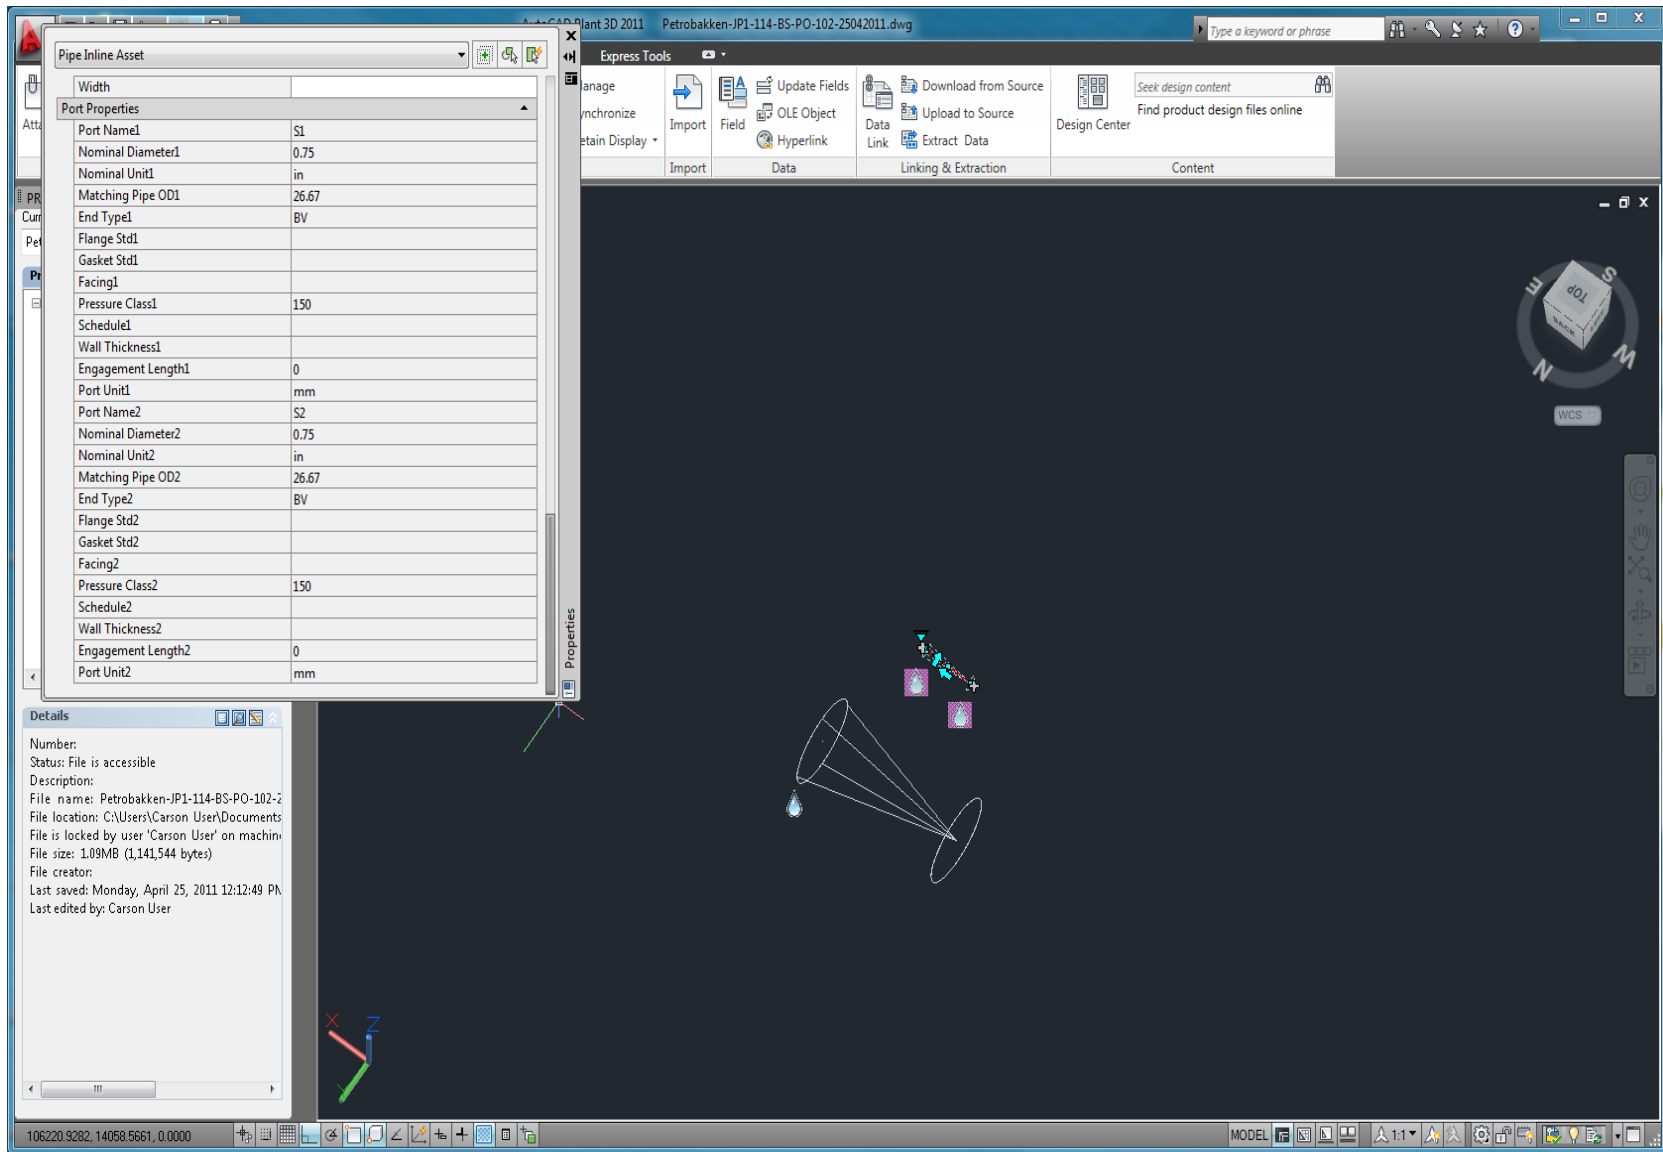 AutoCAD Plant 3D 2011 Petrobakken-JP1-114-BS-PO-102-25042011.dwg
Type a keyword or phrase
Pipe Inline Asset
Express Tools
Width
Port Properties
Port Name1 S1
Nominal Diameter1 0.75
Nominal Unit1 in
Matching Pipe OD1 26.67
End Type1 BV
Flange Std1
Gasket Std1
Facing1
Pressure Class1 150
Schedule1
Wall Thickness1
Engagement Length1 0
Port Unit1 mm
Port Name2 S2
Nominal Diameter2 0.75
Nominal Unit2 in
Matching Pipe OD2 26.67
End Type2 BV
Flange Std2
Gasket Std2
Facing2
Pressure Class2 150
Schedule2
Wall Thickness2
Engagement Length2 0
Port Unit2 mm
Properties
Atta
PR
Curr
Pet
Pr
anage
ynchronize
etain Display
Import
Import
Field
Update Fields
OLE Object
Hyperlink
Data
Data
Link
Download from Source
Upload to Source
Extract Data
Linking & Extraction
Design Center
Seek design content
Find product design files online
Content
S
E
TOP
BACK
W
N
WCS
Details
Number:
Status: File is accessible
Description:
File name: Petrobakken-JP1-114-BS-PO-102-2
File location: C:\Users\Carson User\Documents
File is locked by user 'Carson User' on machin
File size: 1.09MB (1,141,544 bytes)
File creator:
Last saved: Monday, April 25, 2011 12:12:49 PM
Last edited by: Carson User
X
Z
Y
106220.9282, 14058.5661, 0.0000
MODEL
1:1